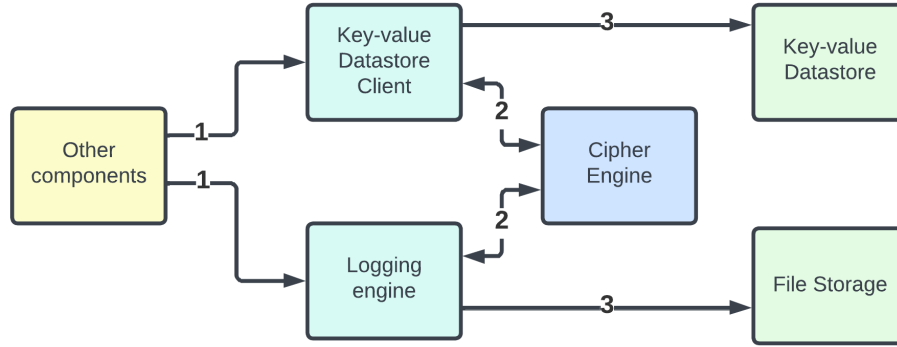 Key-value
Datastore
Client
3
Key-value
Datastore
1
2
Other
components
Cipher
Engine
1
2
Logging
engine
3
File Storage